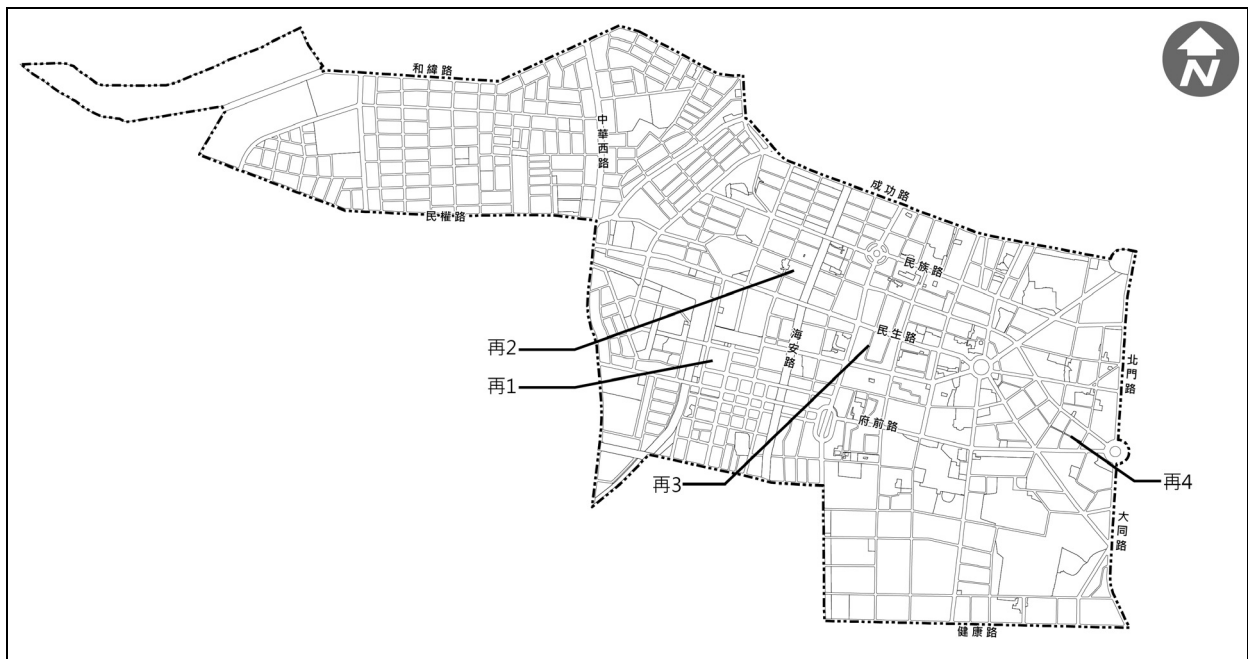 N
和緯路
中華西路
成功路
民權路
民族路
民生路
海安路
再2
再1
北門路
府前路
再3
再4
大同路
健康路